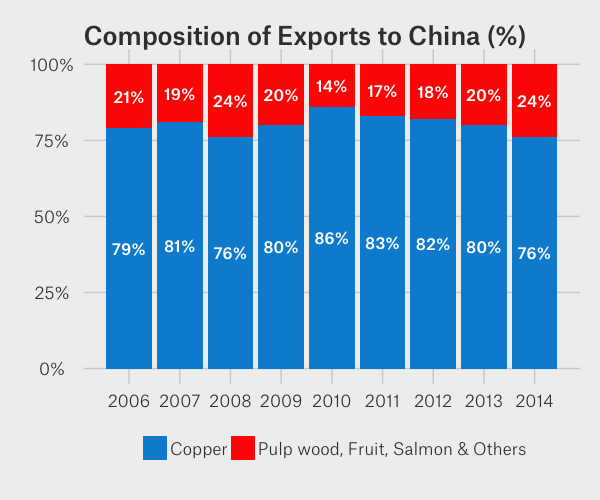 Composition of Exports to China (%)
100%
21% 19% 24% 20% 14% 17% 18% 20% 24%
75%
50%
79% 81% 76% 80% 86% 83% 82% 80% 76%
25%
0%
2006 2007 2008 2009 2010 2011 2012 2013 2014
Copper Pulp wood, Fruit, Salmon & Others